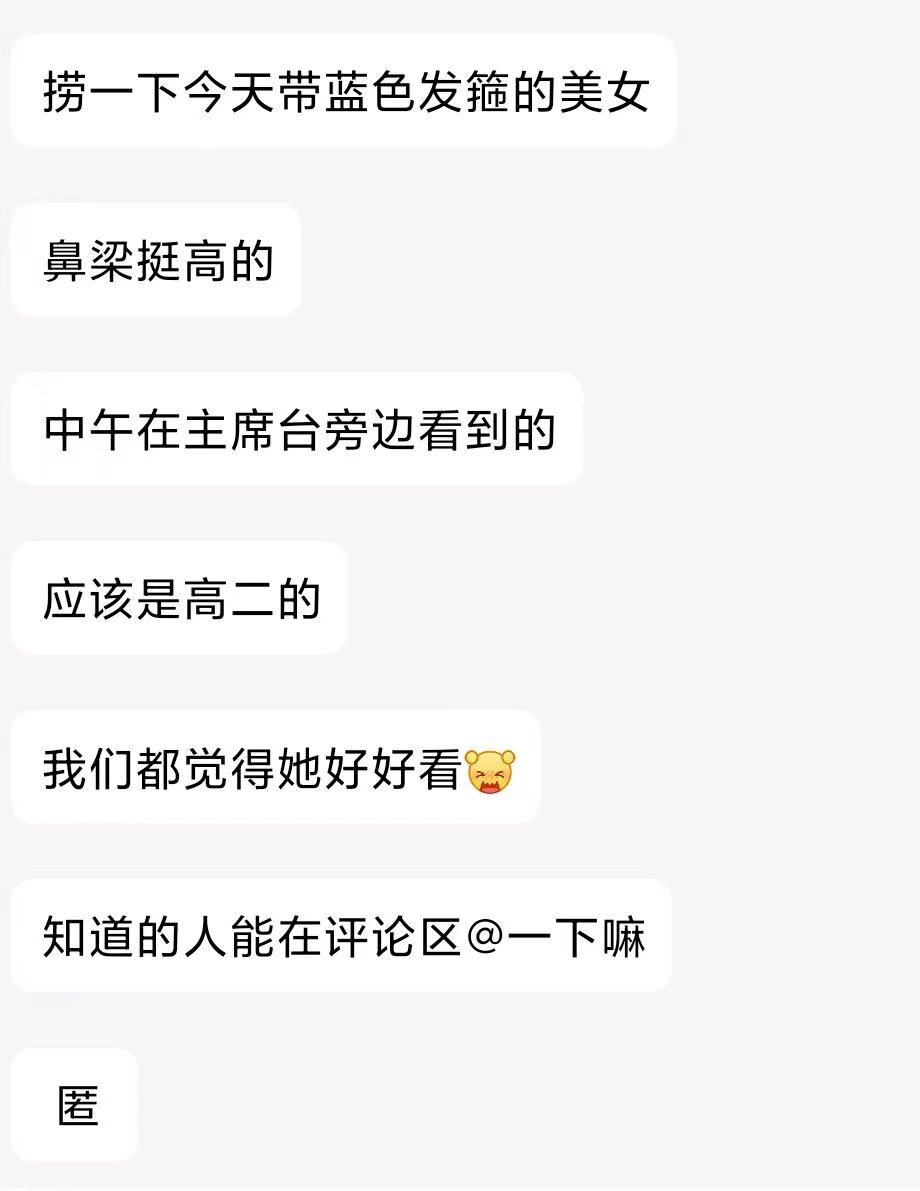 捞一下今天带蓝色发箍的美女
鼻梁挺高的
中午在主席台旁边看到的
应该是高二的
我们都觉得她好好看
知道的人能在评论区@一下嘛
匿